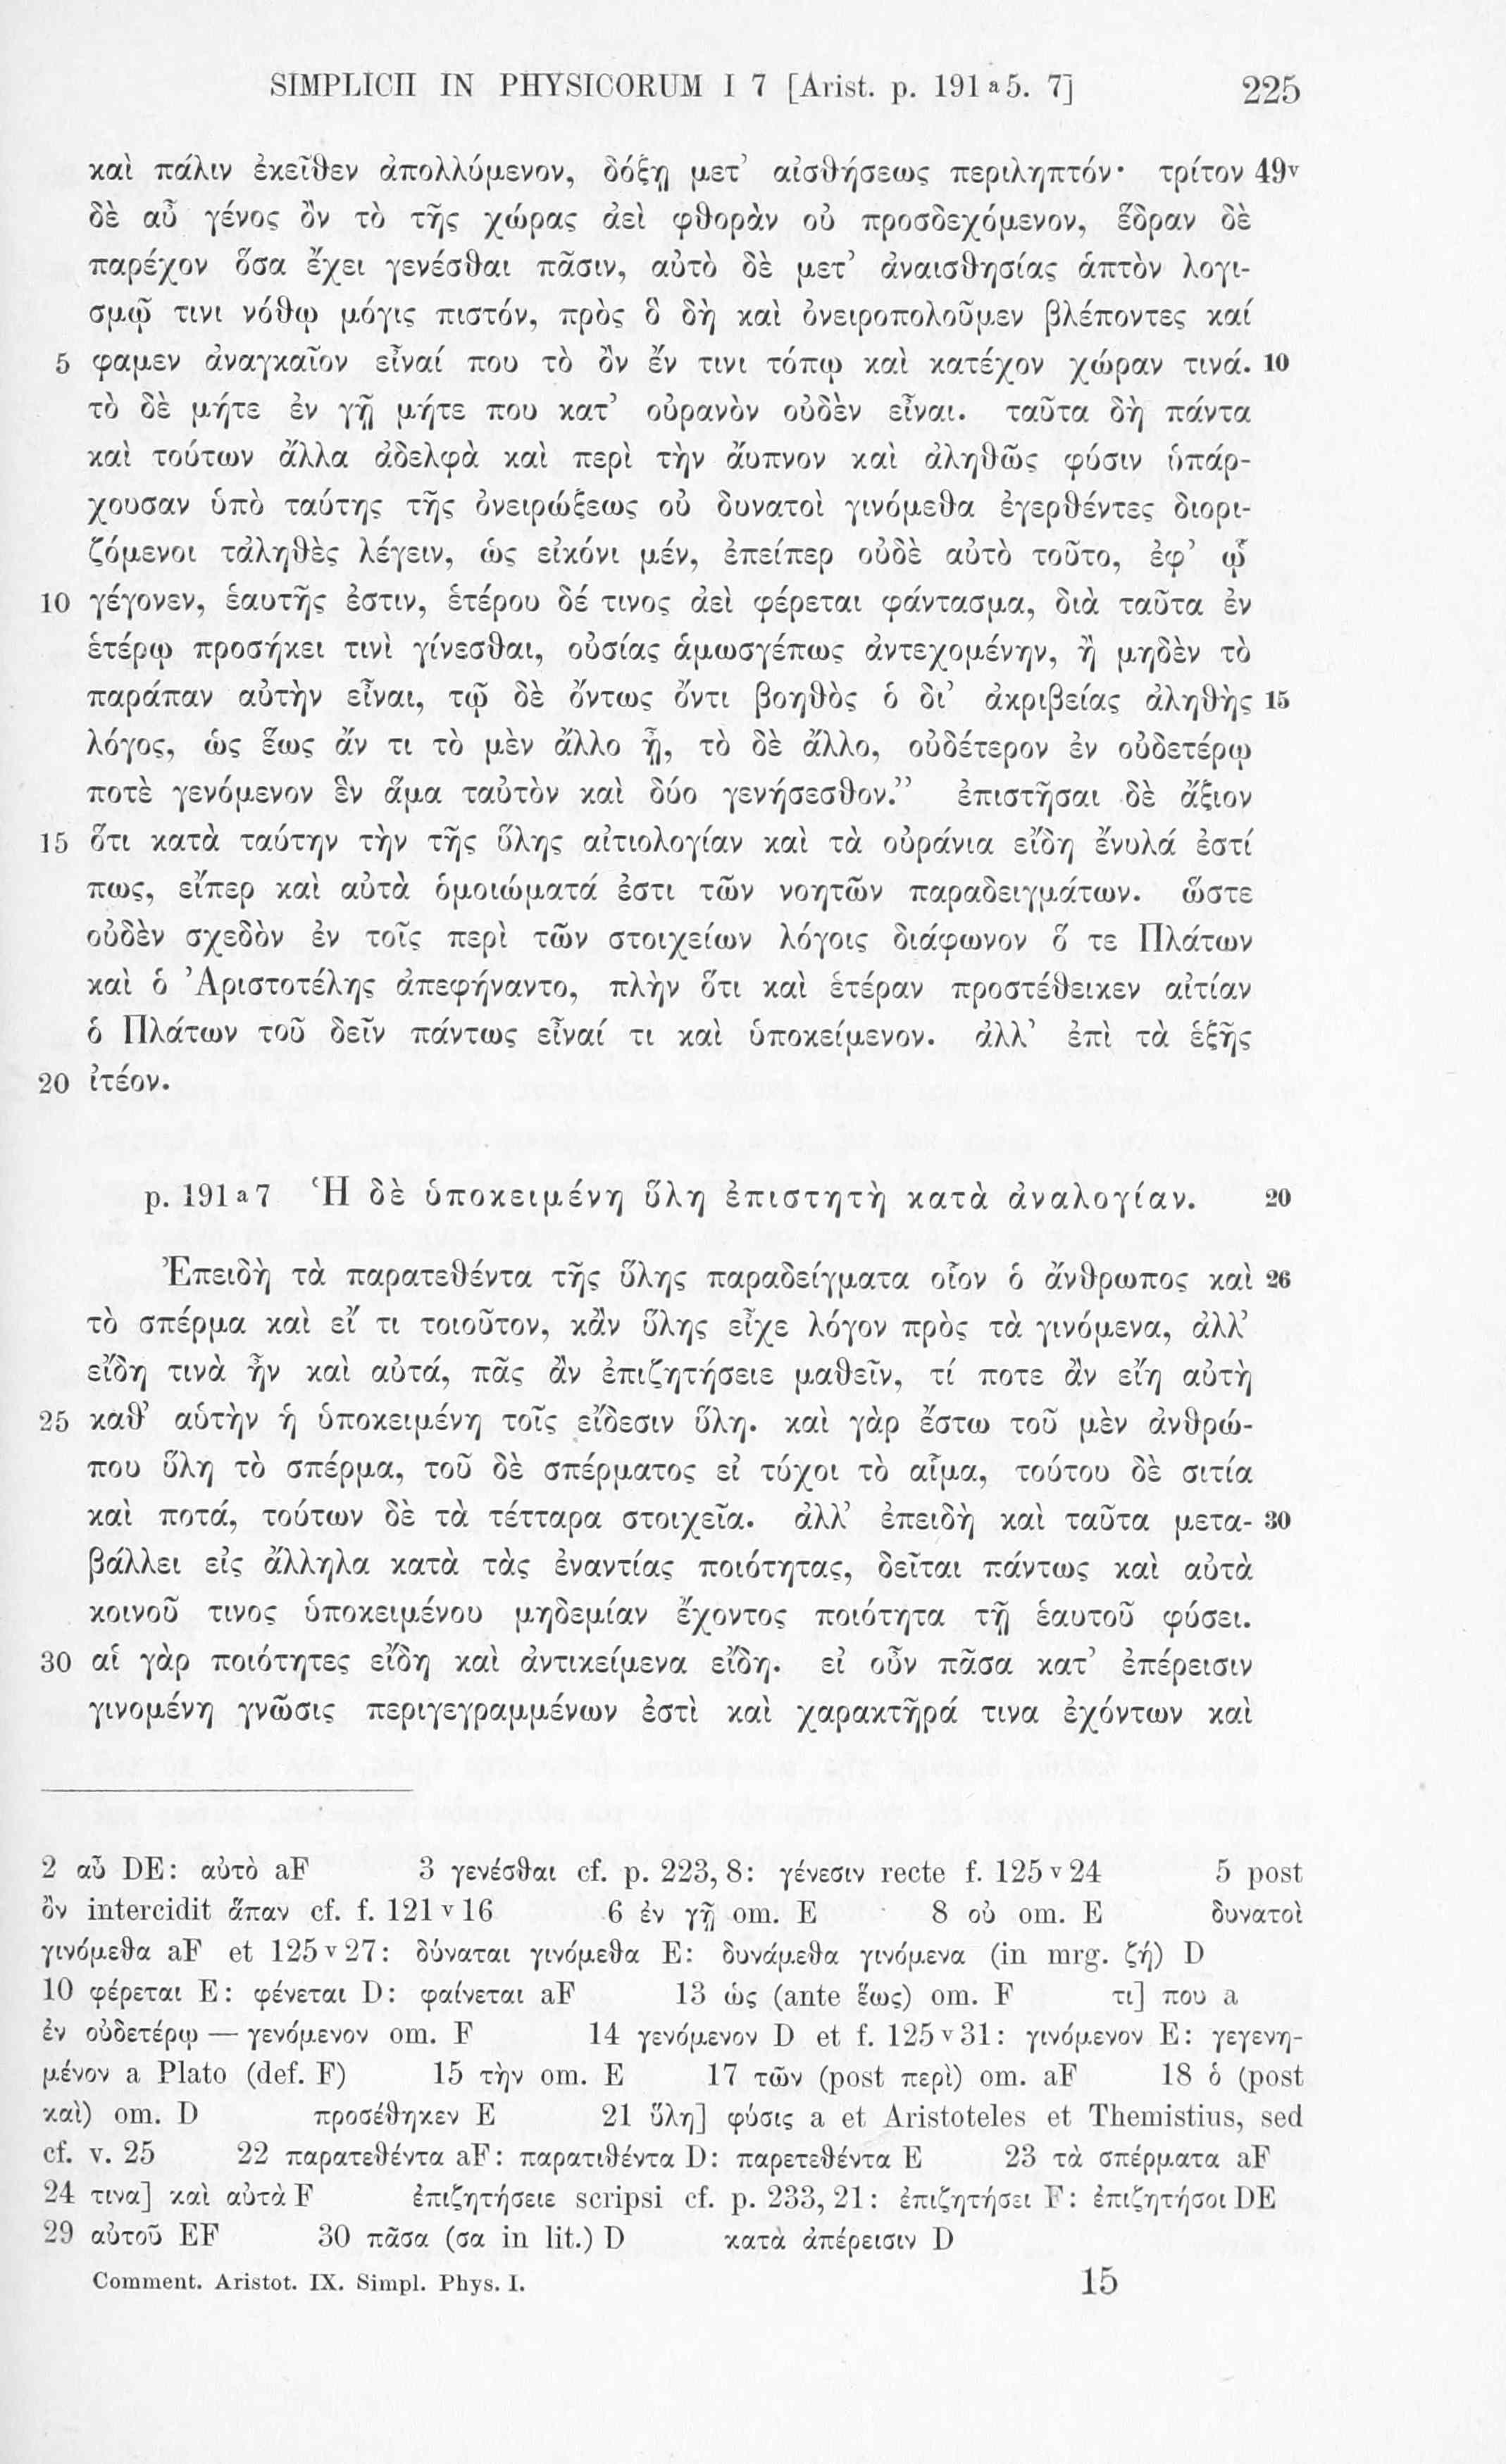 SIMPLICII IN PHYSICORUM I 7 [Arist. p. 191 a 5. 7] 225
καὶ πάλιν ἐκεῖθεν ἀπολλύμενον, δόξῃ μετ’ αἰσθήσεως περιληπτόν· τρίτον 49v
δὲ αὖ γένος ὂν τὸ τῆς χώρας ἀεὶ φθορὰν οὐ προσδεχόμενον, ἕδραν δὲ
παρέχον ὅσα ἔχει γενέσθαι πᾶσιν, αὐτὸ δὲ μετ’ ἀναισθησίας ἁπτὸν λογι-
σμῷ τινι νόθῳ μόγις πιστόν, πρὸς ὃ δὴ καὶ ὀνειροπολοῦμεν βλέποντες καί
5 φαμεν ἀναγκαῖον εἶναί που τὸ ὂν ἔν τινι τόπῳ καὶ κατέχον χώραν τινά. 10
τὸ δὲ μήτε ἐν γῇ μήτε που κατ’ οὐρανὸν οὐδὲν εἶναι. ταῦτα δὴ πάντα
καὶ τούτων ἄλλα ἀδελφὰ καὶ περὶ τὴν ἄυπνον καὶ ἀληθῶς φύσιν ὑπάρ-
χουσαν ὑπὸ ταύτης τῆς ὀνειρώξεως οὐ δυνατοὶ γινόμεθα ἐγερθέντες διορι-
ζόμενοι τἀληθὲς λέγειν, ὡς εἰκόνι μέν, ἐπείπερ οὐδὲ αὐτὸ τοῦτο, ἐφ’ ᾧ
10 γέγονεν, ἑαυτῆς ἐστιν, ἑτέρου δέ τινος ἀεὶ φέρεται φάντασμα, διὰ ταῦτα ἐν
ἑτέρῳ προσήκει τινὶ γίνεσθαι, οὐσίας ἁμωσγέπως ἀντεχομένην, ἢ μηδὲν τὸ
παράπαν αὐτὴν εἶναι, τῷ δὲ ὄντως ὄντι βοηθὸς ὁ δι’ ἀκριβείας ἀληθὴς 15
λόγος, ὡς ἕως ἄν τι τὸ μὲν ἄλλο ᾖ, τὸ δὲ ἄλλο, οὐδέτερον ἐν οὐδετέρῳ
ποτὲ γενόμενον ἓν ἅμα ταὐτὸν καὶ δύο γενήσεσθον.” ἐπιστῆσαι δὲ ἄξιον
15 ὅτι κατὰ ταύτην τὴν τῆς ὕλης αἰτιολογίαν καὶ τὰ οὐράνια εἴδη ἔνυλά ἐστί
πως, εἴπερ καὶ αὐτὰ ὁμοιώματά ἐστι τῶν νοητῶν παραδειγμάτων. ὥστε
οὐδὲν σχεδὸν ἐν τοῖς περὶ τῶν στοιχείων λόγοις διάφωνον ὅ τε Πλάτων
καὶ ὁ Ἀριστοτέλης ἀπεφήναντο, πλὴν ὅτι καὶ ἑτέραν προστέθεικεν αἰτίαν
ὁ Πλάτων τοῦ δεῖν πάντως εἶναί τι καὶ ὑποκείμενον. ἀλλ’ ἐπὶ τὰ ἑξῆς
20 ἰτέον.
p. 191 a 7 Ἡ δὲ ὑποκειμένη ὕλη ἐπιστητὴ κατὰ ἀναλογίαν. 20
Ἐπειδὴ τὰ παρατεθέντα τῆς ὕλης παραδείγματα οἷον ὁ ἄνθρωπος καὶ 26
τὸ σπέρμα καὶ εἴ τι τοιοῦτον, κἂν ὕλης εἶχε λόγον πρὸς τὰ γινόμενα, ἀλλ’
εἴδη τινὰ ἦν καὶ αὐτά, πᾶς ἂν ἐπιζητήσειε μαθεῖν, τί ποτε ἂν εἴη αὐτὴ
25 καθ’ αὑτὴν ἡ ὑποκειμένη τοῖς εἴδεσιν ὕλη. καὶ γὰρ ἔστω τοῦ μὲν ἀνθρώ-
που ὕλη τὸ σπέρμα, τοῦ δὲ σπέρματος εἰ τύχοι τὸ αἷμα, τούτου δὲ σιτία
καὶ ποτά, τούτων δὲ τὰ τέτταρα στοιχεῖα. ἀλλ’ ἐπειδὴ καὶ ταῦτα μετα- 30
βάλλει εἰς ἄλληλα κατὰ τὰς ἐναντίας ποιότητας, δεῖται πάντως καὶ αὐτὰ
κοινοῦ τινος ὑποκειμένου μηδεμίαν ἔχοντος ποιότητα τῇ ἑαυτοῦ φύσει.
30 αἱ γὰρ ποιότητες εἴδη καὶ ἀντικείμενα εἴδη. εἰ οὖν πᾶσα κατ’ ἐπέρεισιν
γινομένη γνῶσις περιγεγραμμένων ἐστὶ καὶ χαρακτῆρά τινα ἐχόντων καὶ
2 αὖ DE: αὐτὸ aF 3 γενέσθαι cf. p. 223, 8: γένεσιν recte f. 125 v 24 5 post
ὂν intercidit ἅπαν cf. f. 121 v 16 6 ἐν γῇ om. E 8 οὐ om. E δυνατοὶ
γινόμεθα aF et 125 v 27: δύναται γινόμεθα E: δυνάμεθα γινόμενα (in mrg. ζή) D
10 φέρεται E: φένεται D: φαίνεται aF 13 ὡς (ante ἕως) om. F τι] που a
ἐν οὐδετέρῳ — γενόμενον om. F 14 γενόμενον D et f. 125 v 31: γινόμενον E: γεγενη-
μένον a Plato (def. F) 15 τὴν om. E 17 τῶν (post περὶ) om. aF 18 ὁ (post
καὶ) om. D προσέθηκεν E 21 ὕλη] φύσις a et Aristoteles et Themistius, sed
cf. v. 25 22 παρατεθέντα aF: παρατιθέντα D: παρετεθέντα E 23 τὰ σπέρματα aF
24 τινα] καὶ αὐτὰ F ἐπιζητήσειε scripsi cf. p. 233, 21: ἐπιζητήσει F: ἐπιζητήσοι DE
29 αὐτοῦ EF 30 πᾶσα (σα in lit.) D κατὰ ἀπέρεισιν D
Comment. Aristot. IX. Simpl. Phys. I. 15